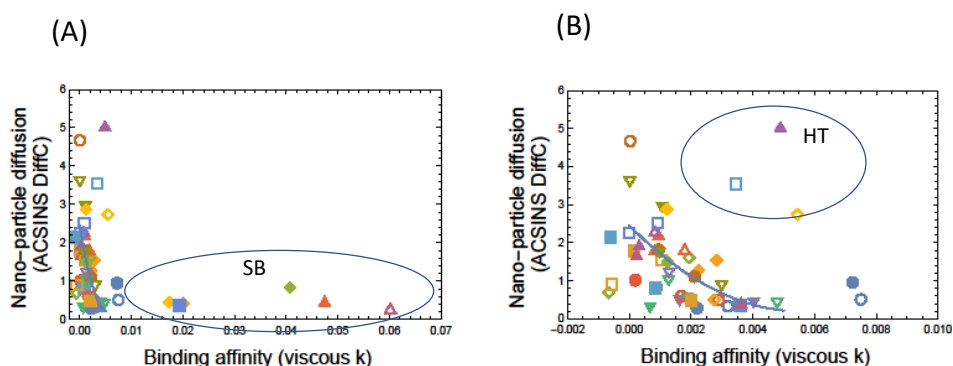 (A)
(B)
Nano-particle diffusion
(ACSINS DiffC)
6
5
4
3
2
1
0
SB
0.00 0.01 0.02 0.03 0.04 0.05 0.06 0.07
Binding affinity (viscous k)
Nano-particle diffusion
(ACSINS DiffC)
6
5
4
3
2
1
0
HT
-0.002 0.000 0.002 0.004 0.006 0.008 0.010
Binding affinity (viscous k)